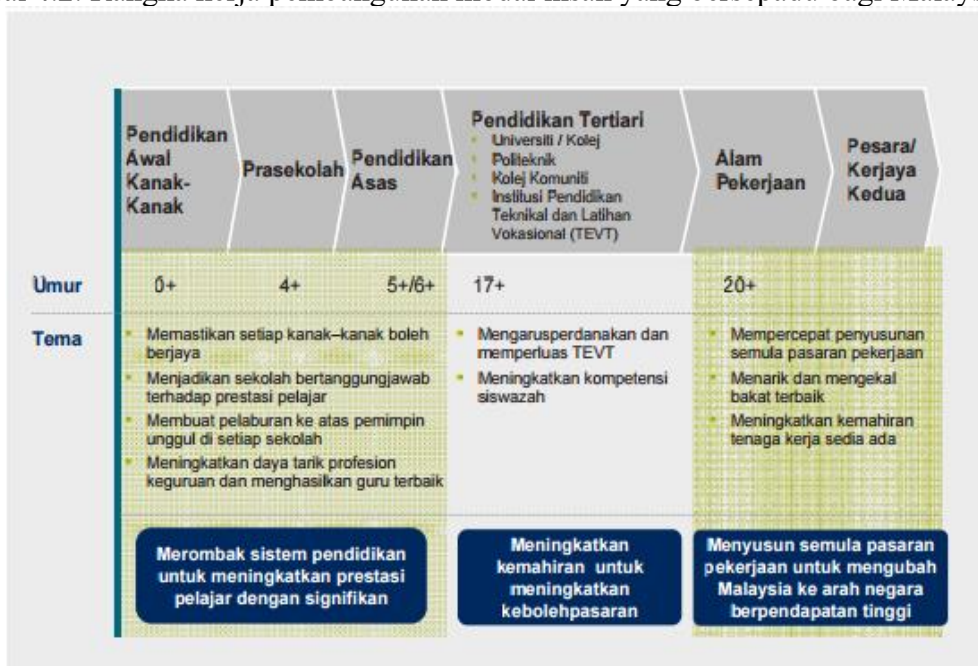 Pendidikan
Awal
Kanak-
Kanak
Prasekolah
Pendidikan
Asas
Pendidikan Tertiari
• Universiti / Kolej
• Politeknik
• Kolej Komuniti
• Institusi Pendidikan
Teknikal dan Latihan
Vokasional (TEVT)
Alam
Pekerjaan
Pesara/
Kerjaya
Kedua
Umur
0+
4+
5+/6+
17+
20+
Tema
• Memastikan setiap kanak–kanak boleh
berjaya
• Menjadikan sekolah bertanggungjawab
terhadap prestasi pelajar
• Membuat pelaburan ke atas pemimpin
unggul di setiap sekolah
• Meningkatkan daya tarik profesion
keguruan dan menghasilkan guru terbaik
• Mengarusperdanakan dan
memperluas TEVT
• Meningkatkan kompetensi
siswazah
• Mempercepat penyusunan
semula pasaran pekerjaan
• Menarik dan mengekal
bakat terbaik
• Meningkatkan kemahiran
tenaga kerja sedia ada
Merombak sistem pendidikan
untuk meningkatkan prestasi
pelajar dengan signifikan
Meningkatkan
kemahiran untuk
meningkatkan
kebolehpasaran
Menyusun semula pasaran
pekerjaan untuk mengubah
Malaysia ke arah negara
berpendapatan tinggi